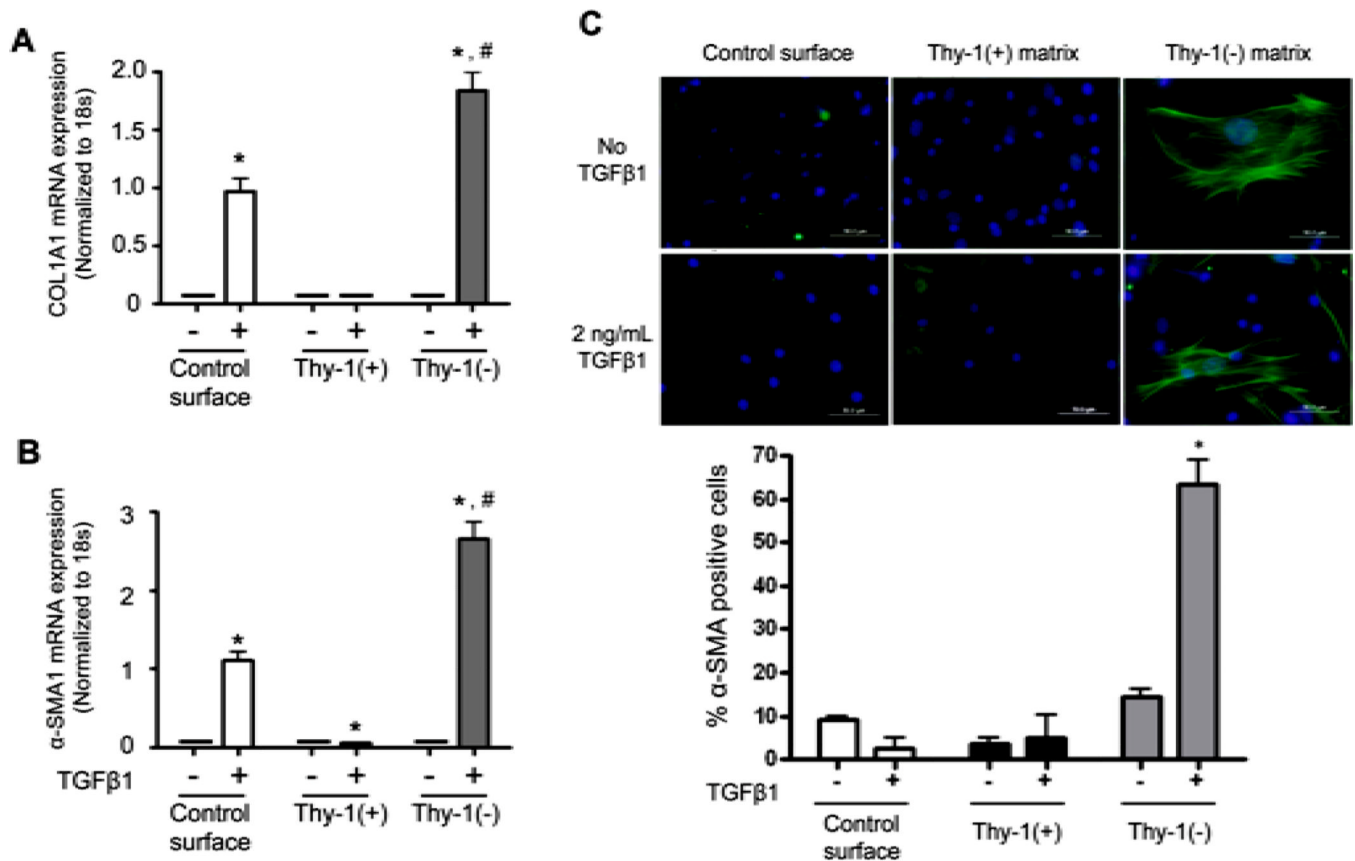 A
COL1A1 mRNA expression
(Normalized to 18s)
2.0
1.5
1.0
0.5
0
*
*, #
- + - + - +
Control
surface
Thy-1(+)
Thy-1(-)
B
α-SMA1 mRNA expression
(Normalized to 18s)
3
2
1
0
*
*
*, #
TGFβ1 - + - + - +
Control
surface
Thy-1(+)
Thy-1(-)
C
Control surface Thy-1(+) matrix Thy-1(-) matrix
No
TGFβ1
2 ng/mL
TGFβ1
% α-SMA positive cells
70
60
50
40
30
20
10
0
*
TGFβ1 - + - + - +
Control
surface
Thy-1(+)
Thy-1(-)